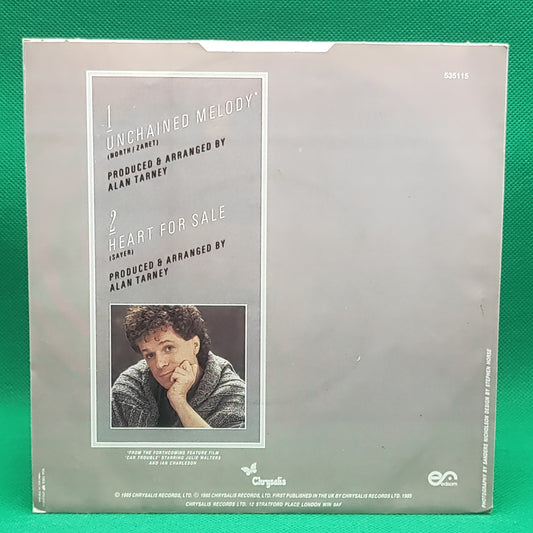 535115
1
UNCHAINED MELODY*
(NORTH / ZARET)
PRODUCED & ARRANGED BY
ALAN TARNEY
2
HEART FOR SALE
(SAYER)
PRODUCED & ARRANGED BY
ALAN TARNEY
*FROM THE FORTHCOMING FEATURE FILM
'CAR TROUBLE' STARRING JULIE WALTERS
AND IAN CHARLESON
Chrysalis
edisom
Ⓟ 1985 CHRYSALIS RECORDS, LTD. © 1985 CHRYSALIS RECORDS, LTD. FIRST PUBLISHED IN THE UK BY CHRYSALIS RECORDS LTD. 1985
CHRYSALIS RECORDS LTD. 12 STRATFORD PLACE LONDON WIN 9AF
PHOTOGRAPHY BY SANDERS NICHOLSON DESIGN BY STEPHEN HORSE